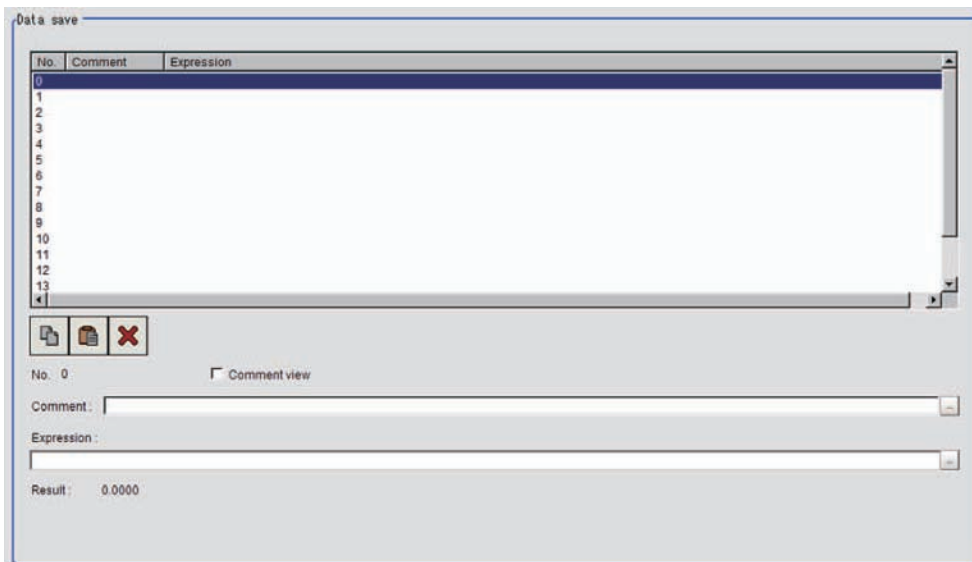 Data save
No. Comment Expression
0
1
2
3
4
5
6
7
8
9
10
11
12
13
No. 0 Comment view
Comment : ...
Expression :
...
Result : 0.0000